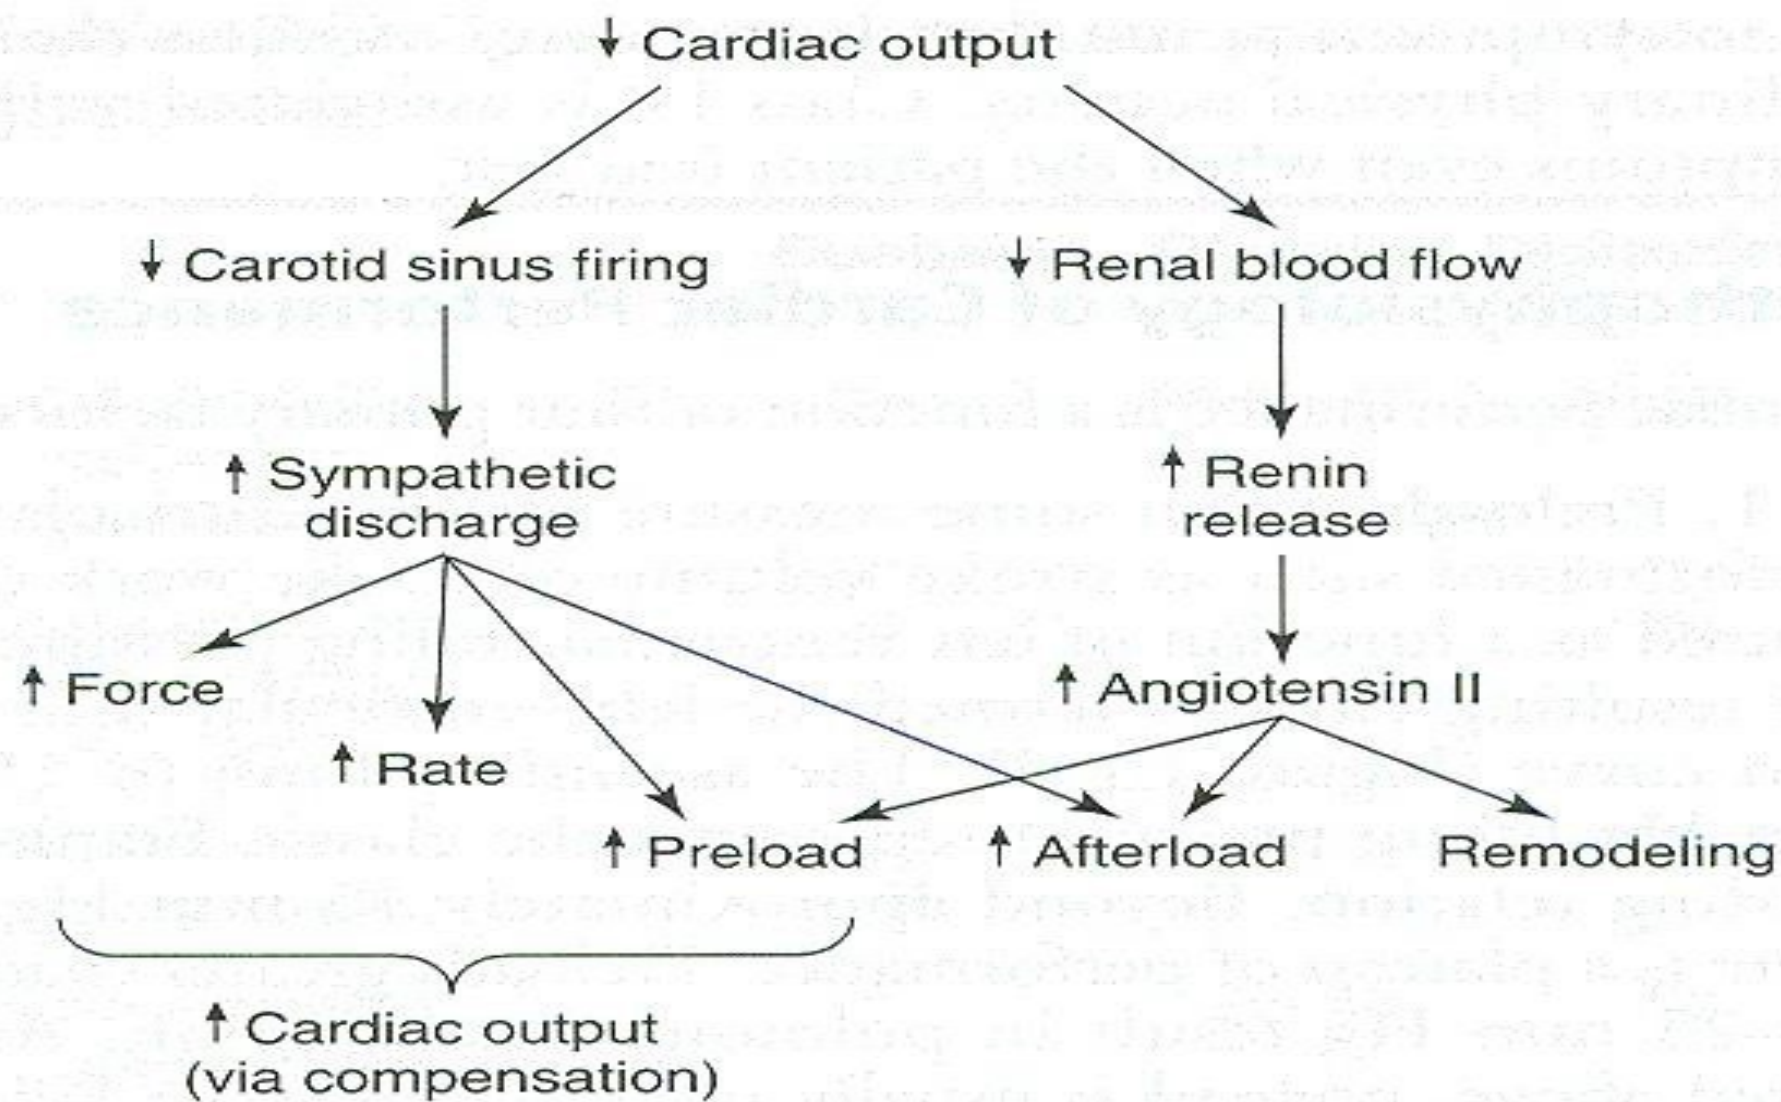 ↓ Cardiac output
↓ Carotid sinus firing
↓ Renal blood flow
↑ Sympathetic
discharge
↑ Renin
release
↑ Force
↑ Angiotensin II
↑ Rate
↑ Preload
↑ Afterload
Remodeling
↑ Cardiac output
(via compensation)